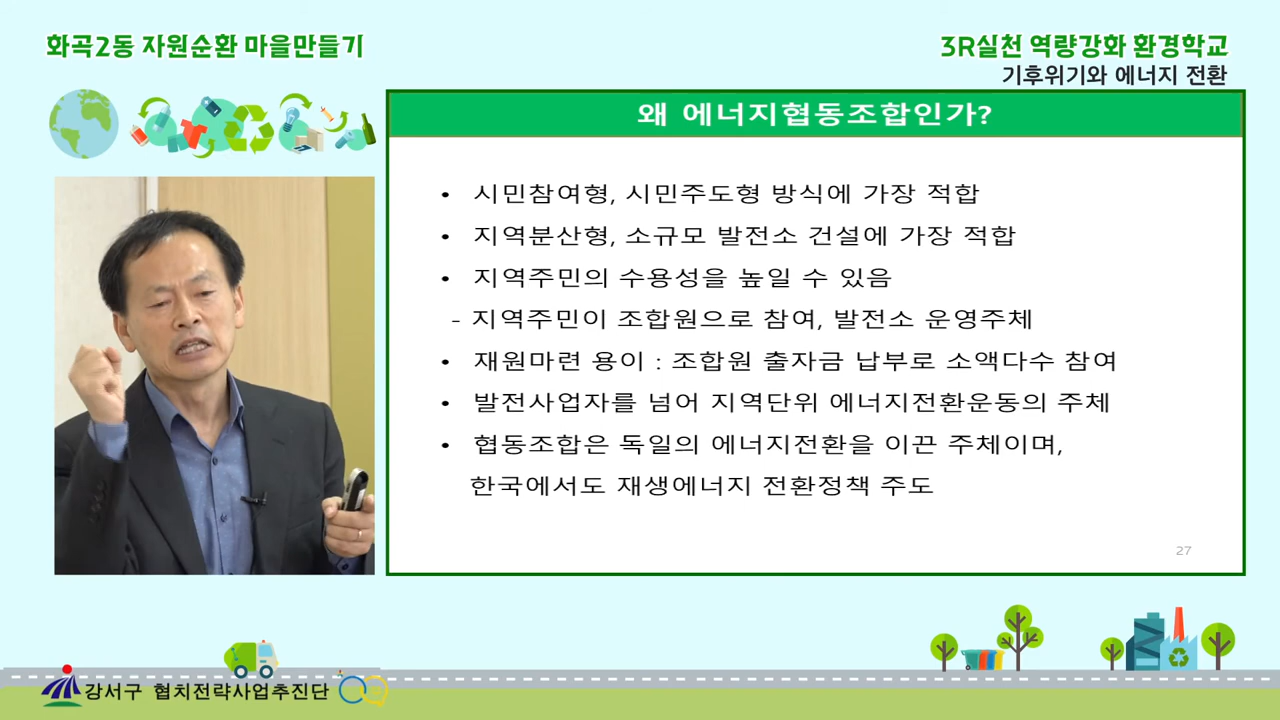 화곡2동 자원순환 마을만들기
3R실천 역량강화 환경학교
기후위기와 에너지 전환
왜 에너지협동조합인가?
• 시민참여형, 시민주도형 방식에 가장 적합
• 지역분산형, 소규모 발전소 건설에 가장 적합
• 지역주민의 수용성을 높일 수 있음
- 지역주민이 조합원으로 참여, 발전소 운영주체
• 재원마련 용이 : 조합원 출자금 납부로 소액다수 참여
• 발전사업자를 넘어 지역단위 에너지전환운동의 주체
• 협동조합은 독일의 에너지전환을 이끈 주체이며,
한국에서도 재생에너지 전환정책 주도
27
강서구 협치전략사업추진단